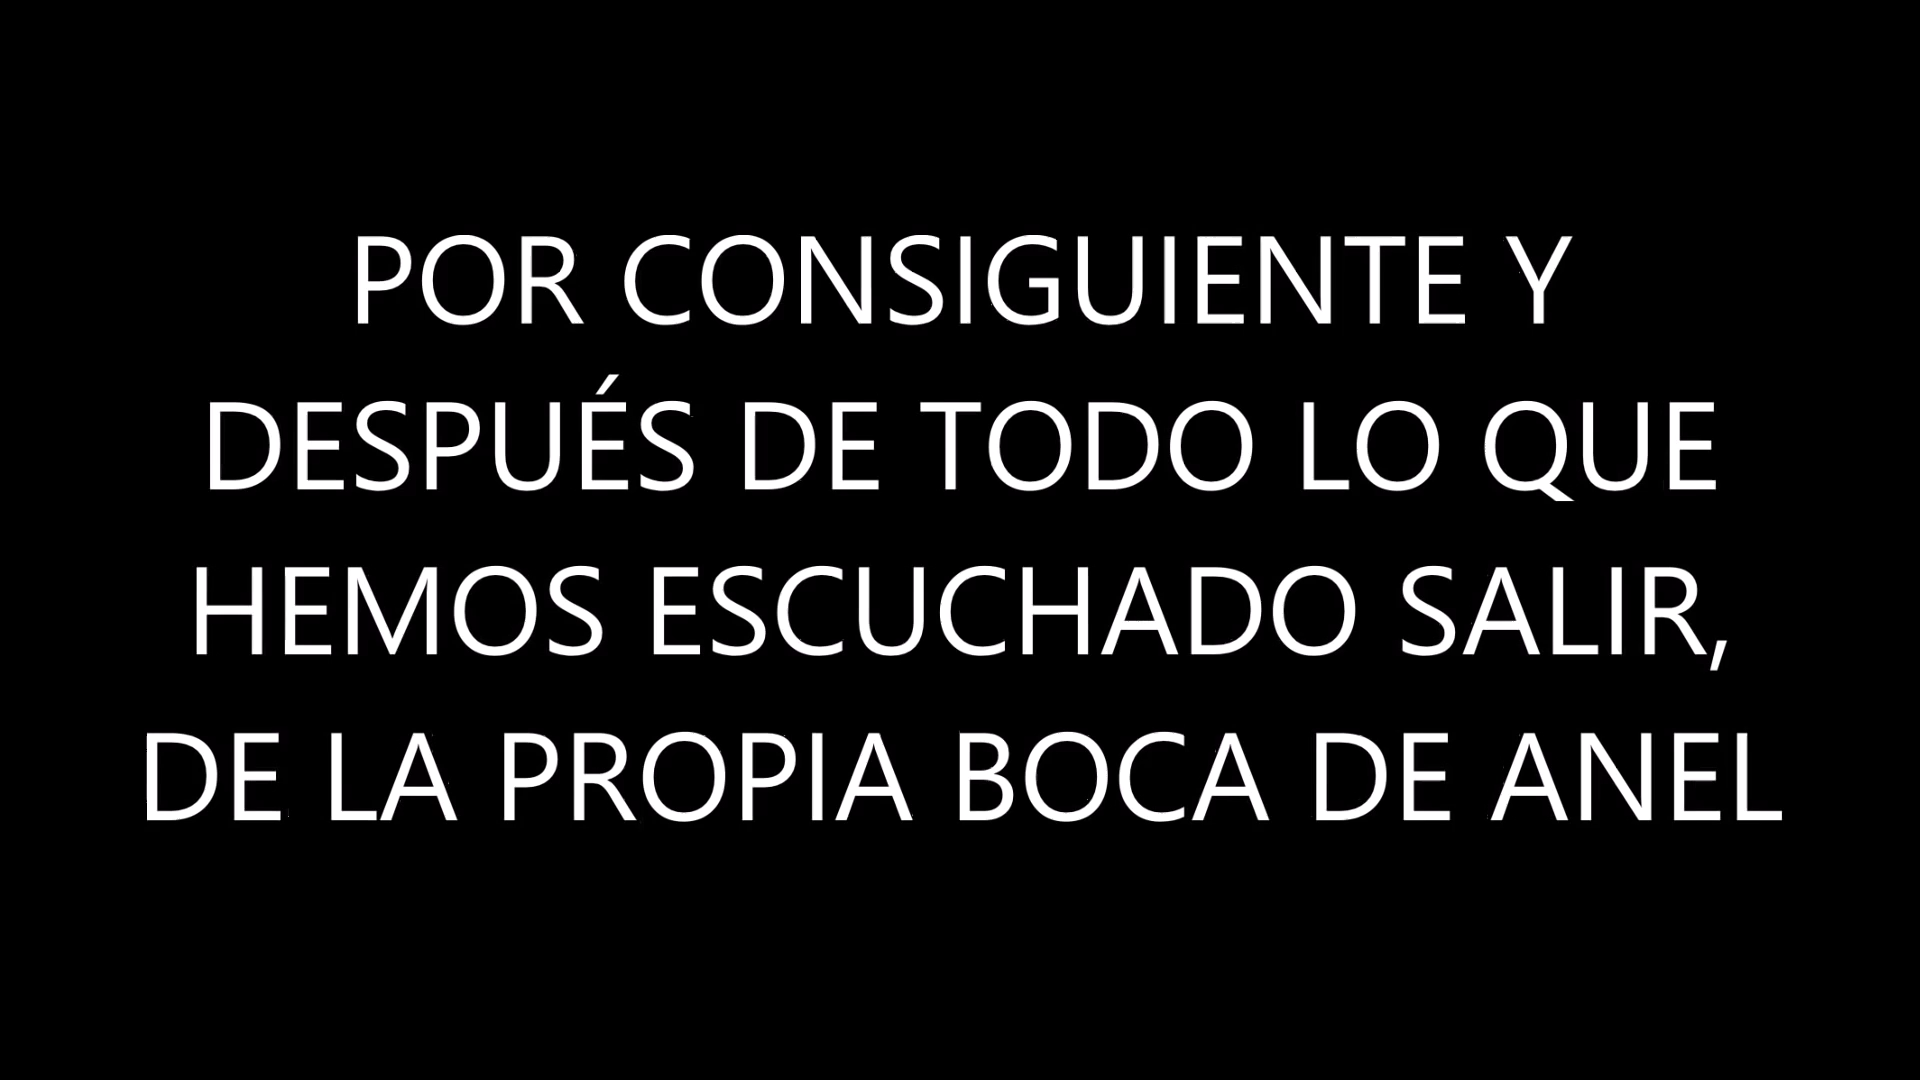 POR CONSIGUIENTE Y
DESPUÉS DE TODO LO QUE
HEMOS ESCUCHADO SALIR,
DE LA PROPIA BOCA DE ANEL